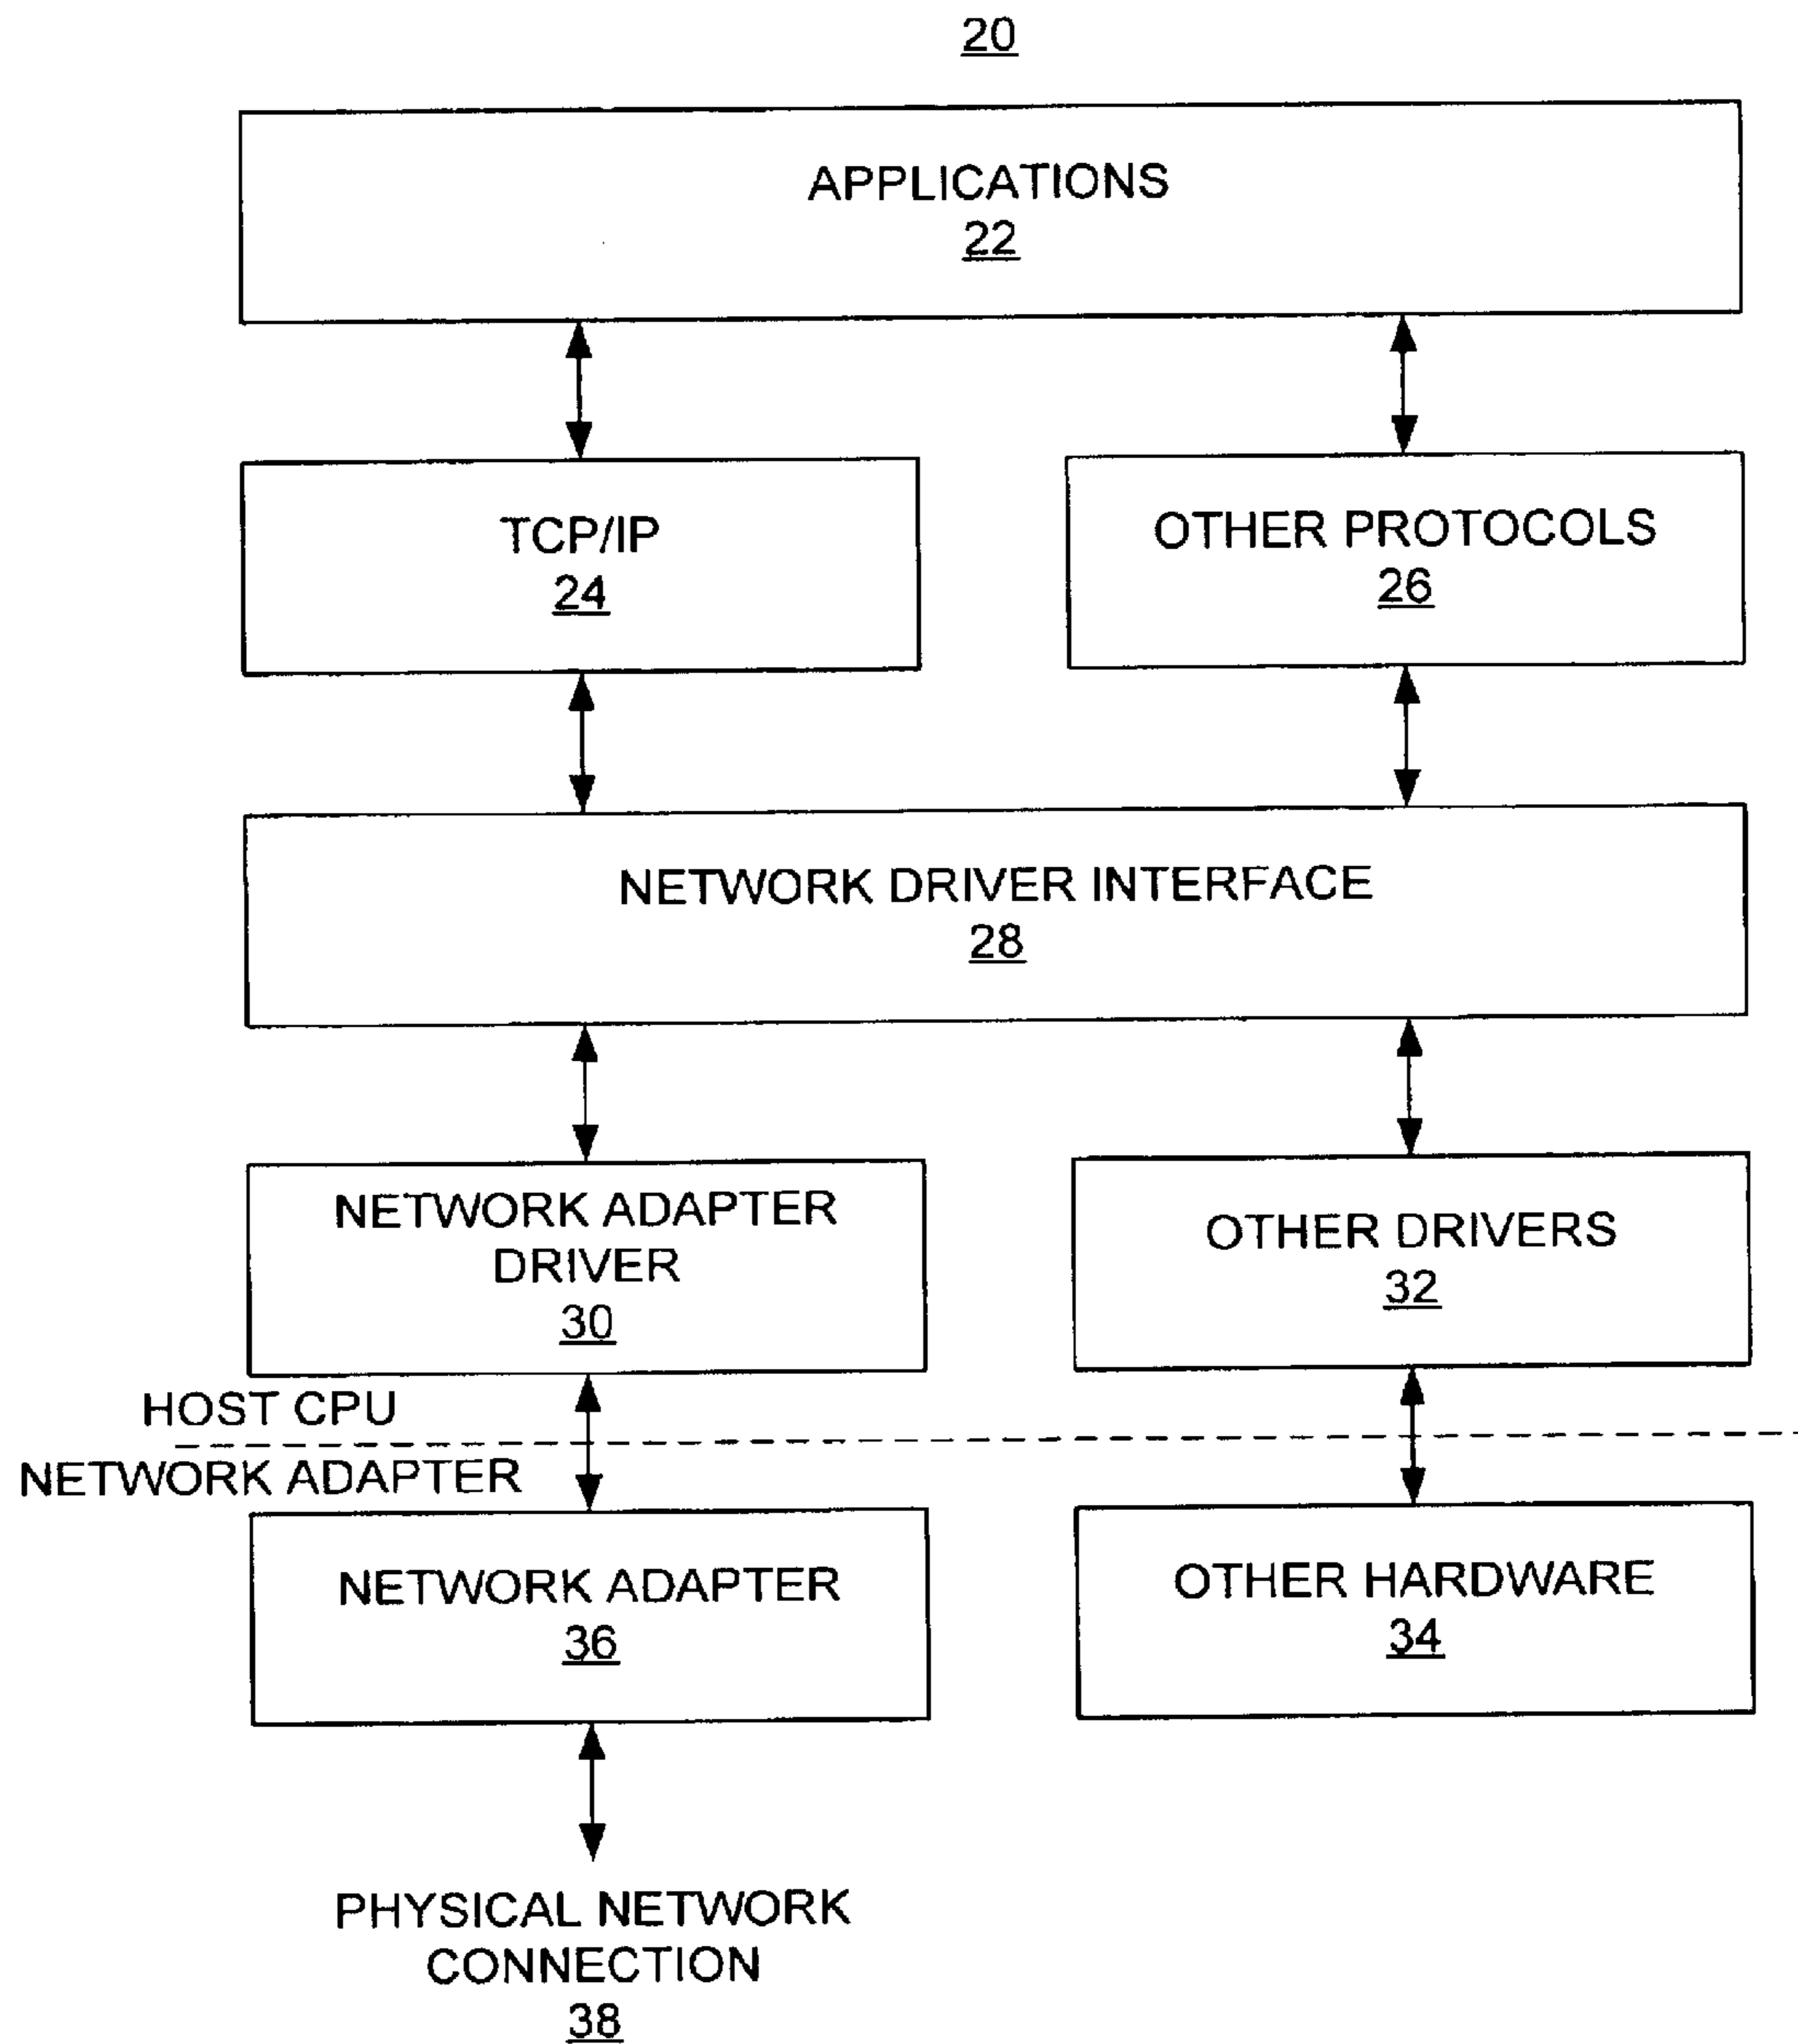 20
APPLICATIONS
22
TCP/IP
24
OTHER PROTOCOLS
26
NETWORK DRIVER INTERFACE
28
NETWORK ADAPTER
DRIVER
30
OTHER DRIVERS
32
HOST CPU
NETWORK ADAPTER
NETWORK ADAPTER
36
OTHER HARDWARE
34
PHYSICAL NETWORK
CONNECTION
38